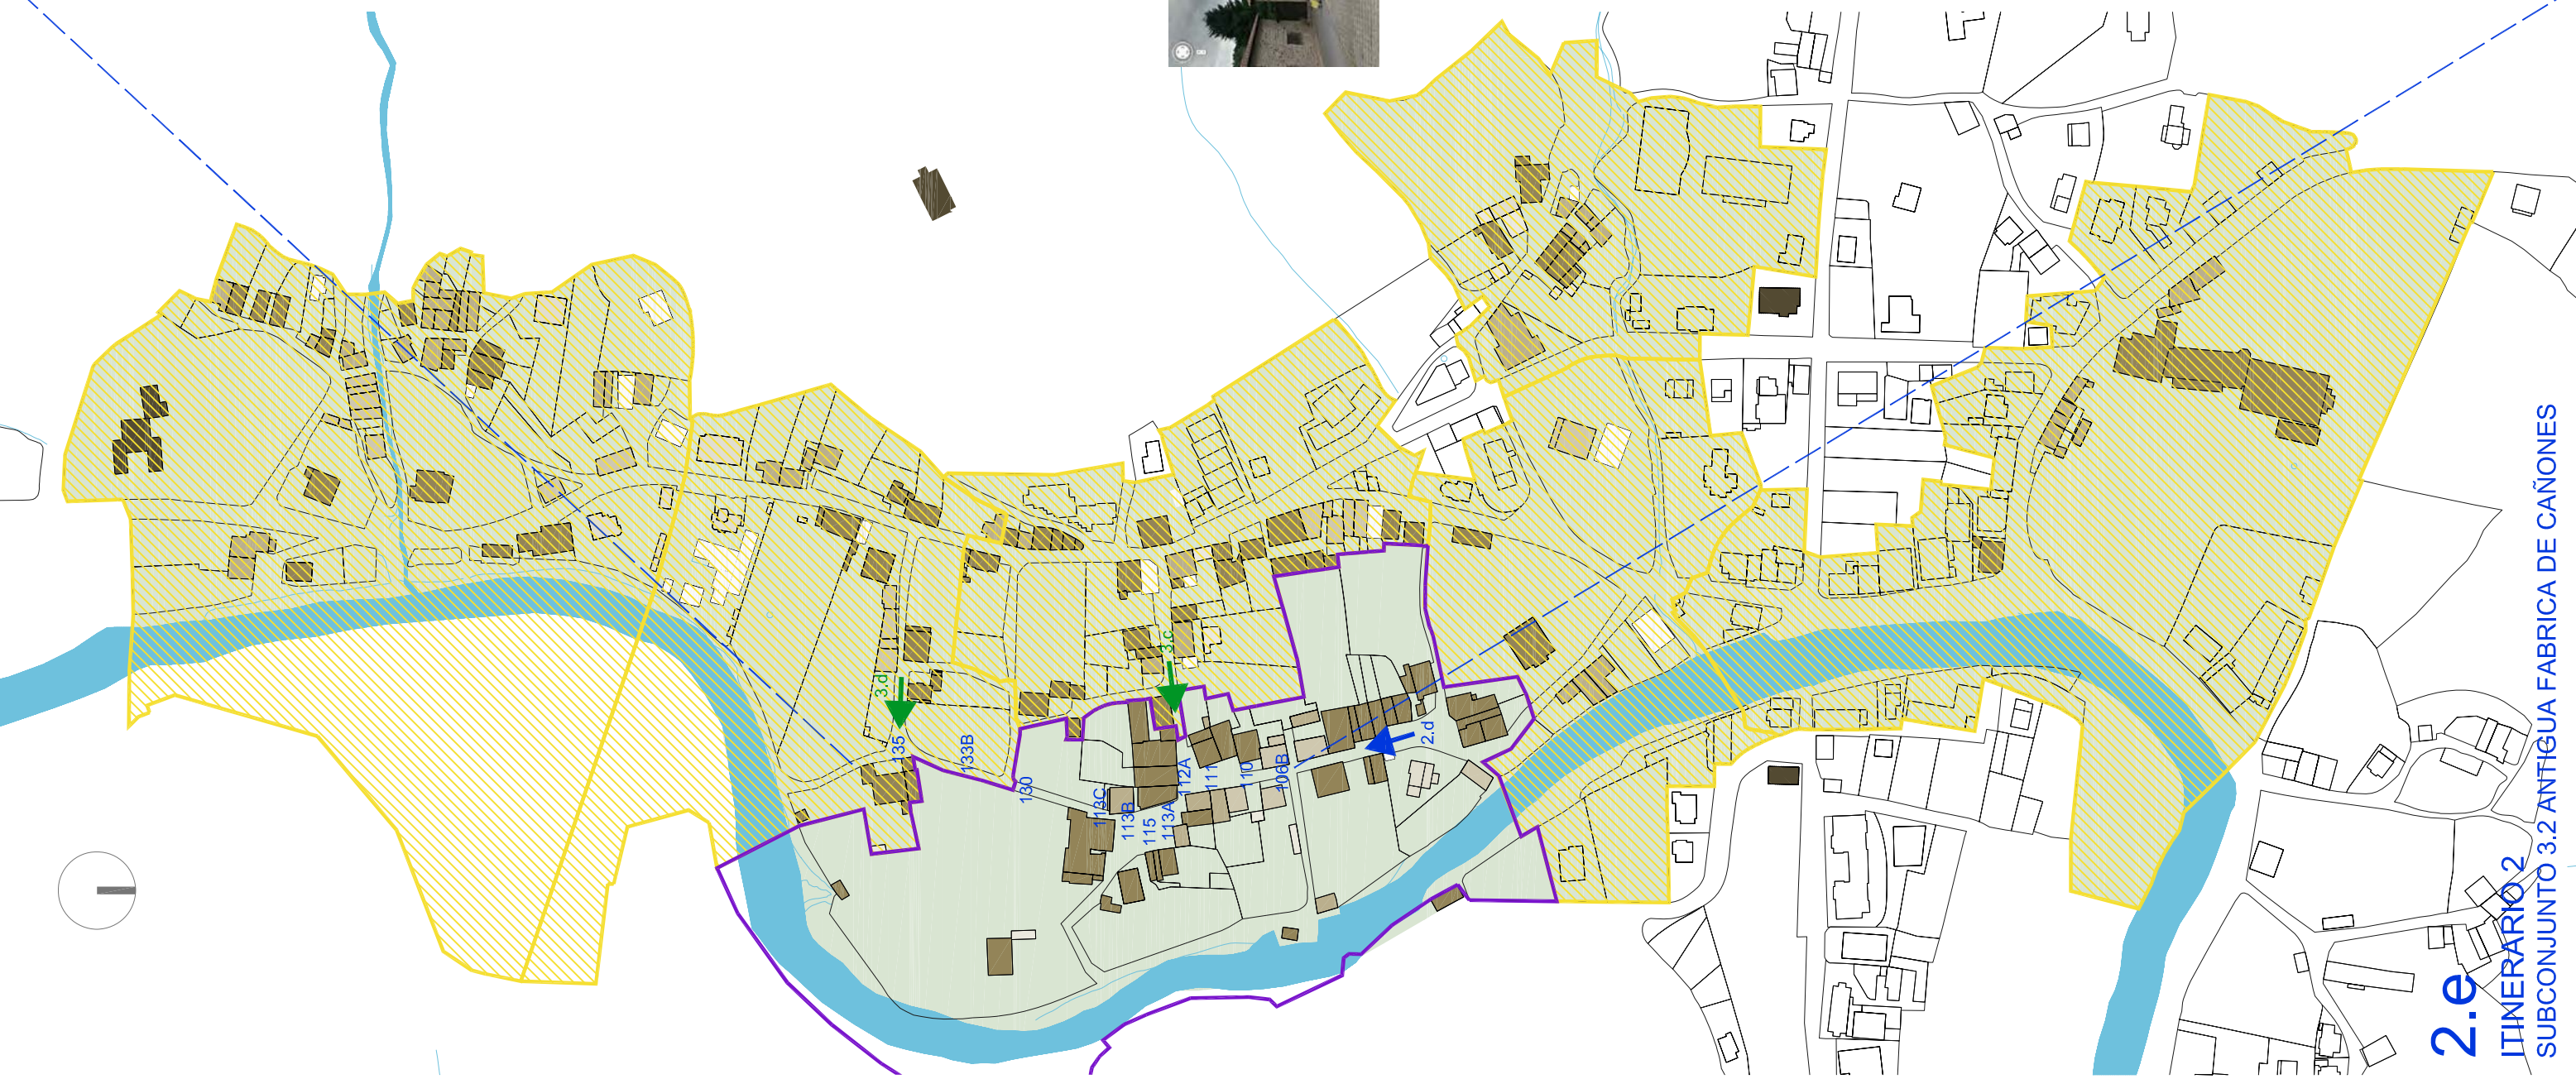 2.e
ITINERARIO 2
SUBCONJUNTO 3.2 ANTIGUA FABRICA DE CAÑONES
3.d
135
133B
130
3.c
113C
113B
115
113A
112A
111
110
106B
2.d